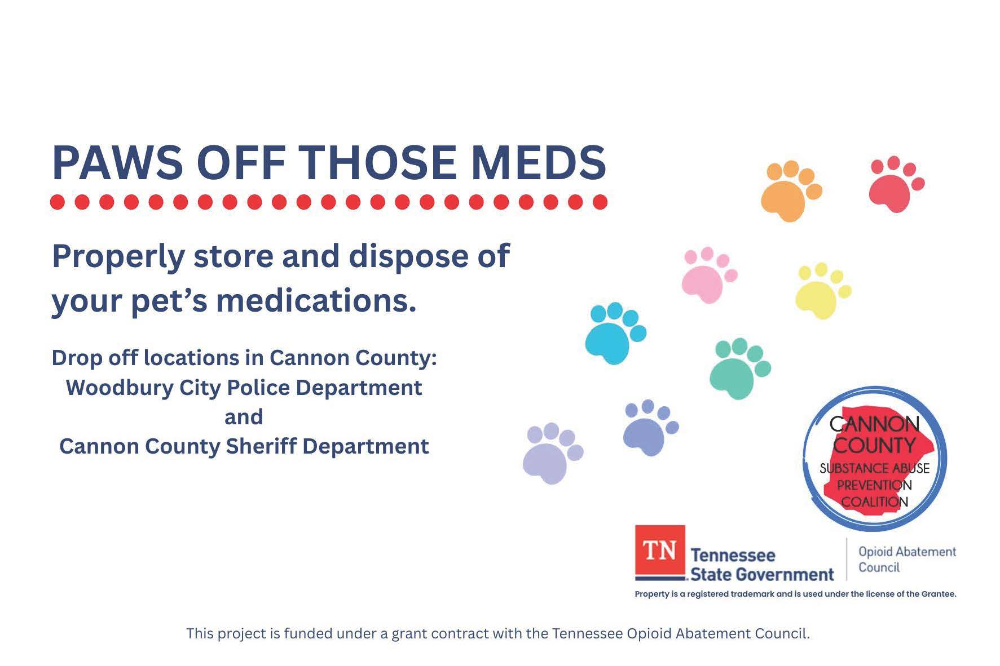 PAWS OFF THOSE MEDS
Properly store and dispose of
your pet’s medications.
Drop off locations in Cannon County:
Woodbury City Police Department
and
Cannon County Sheriff Department
CANNON
COUNTY
SUBSTANCE ABUSE
PREVENTION
COALITION
TN
Tennessee
State Government
Opioid Abatement
Council
Property is a registered trademark and is used under the license of the Grantee.
This project is funded under a grant contract with the Tennessee Opioid Abatement Council.